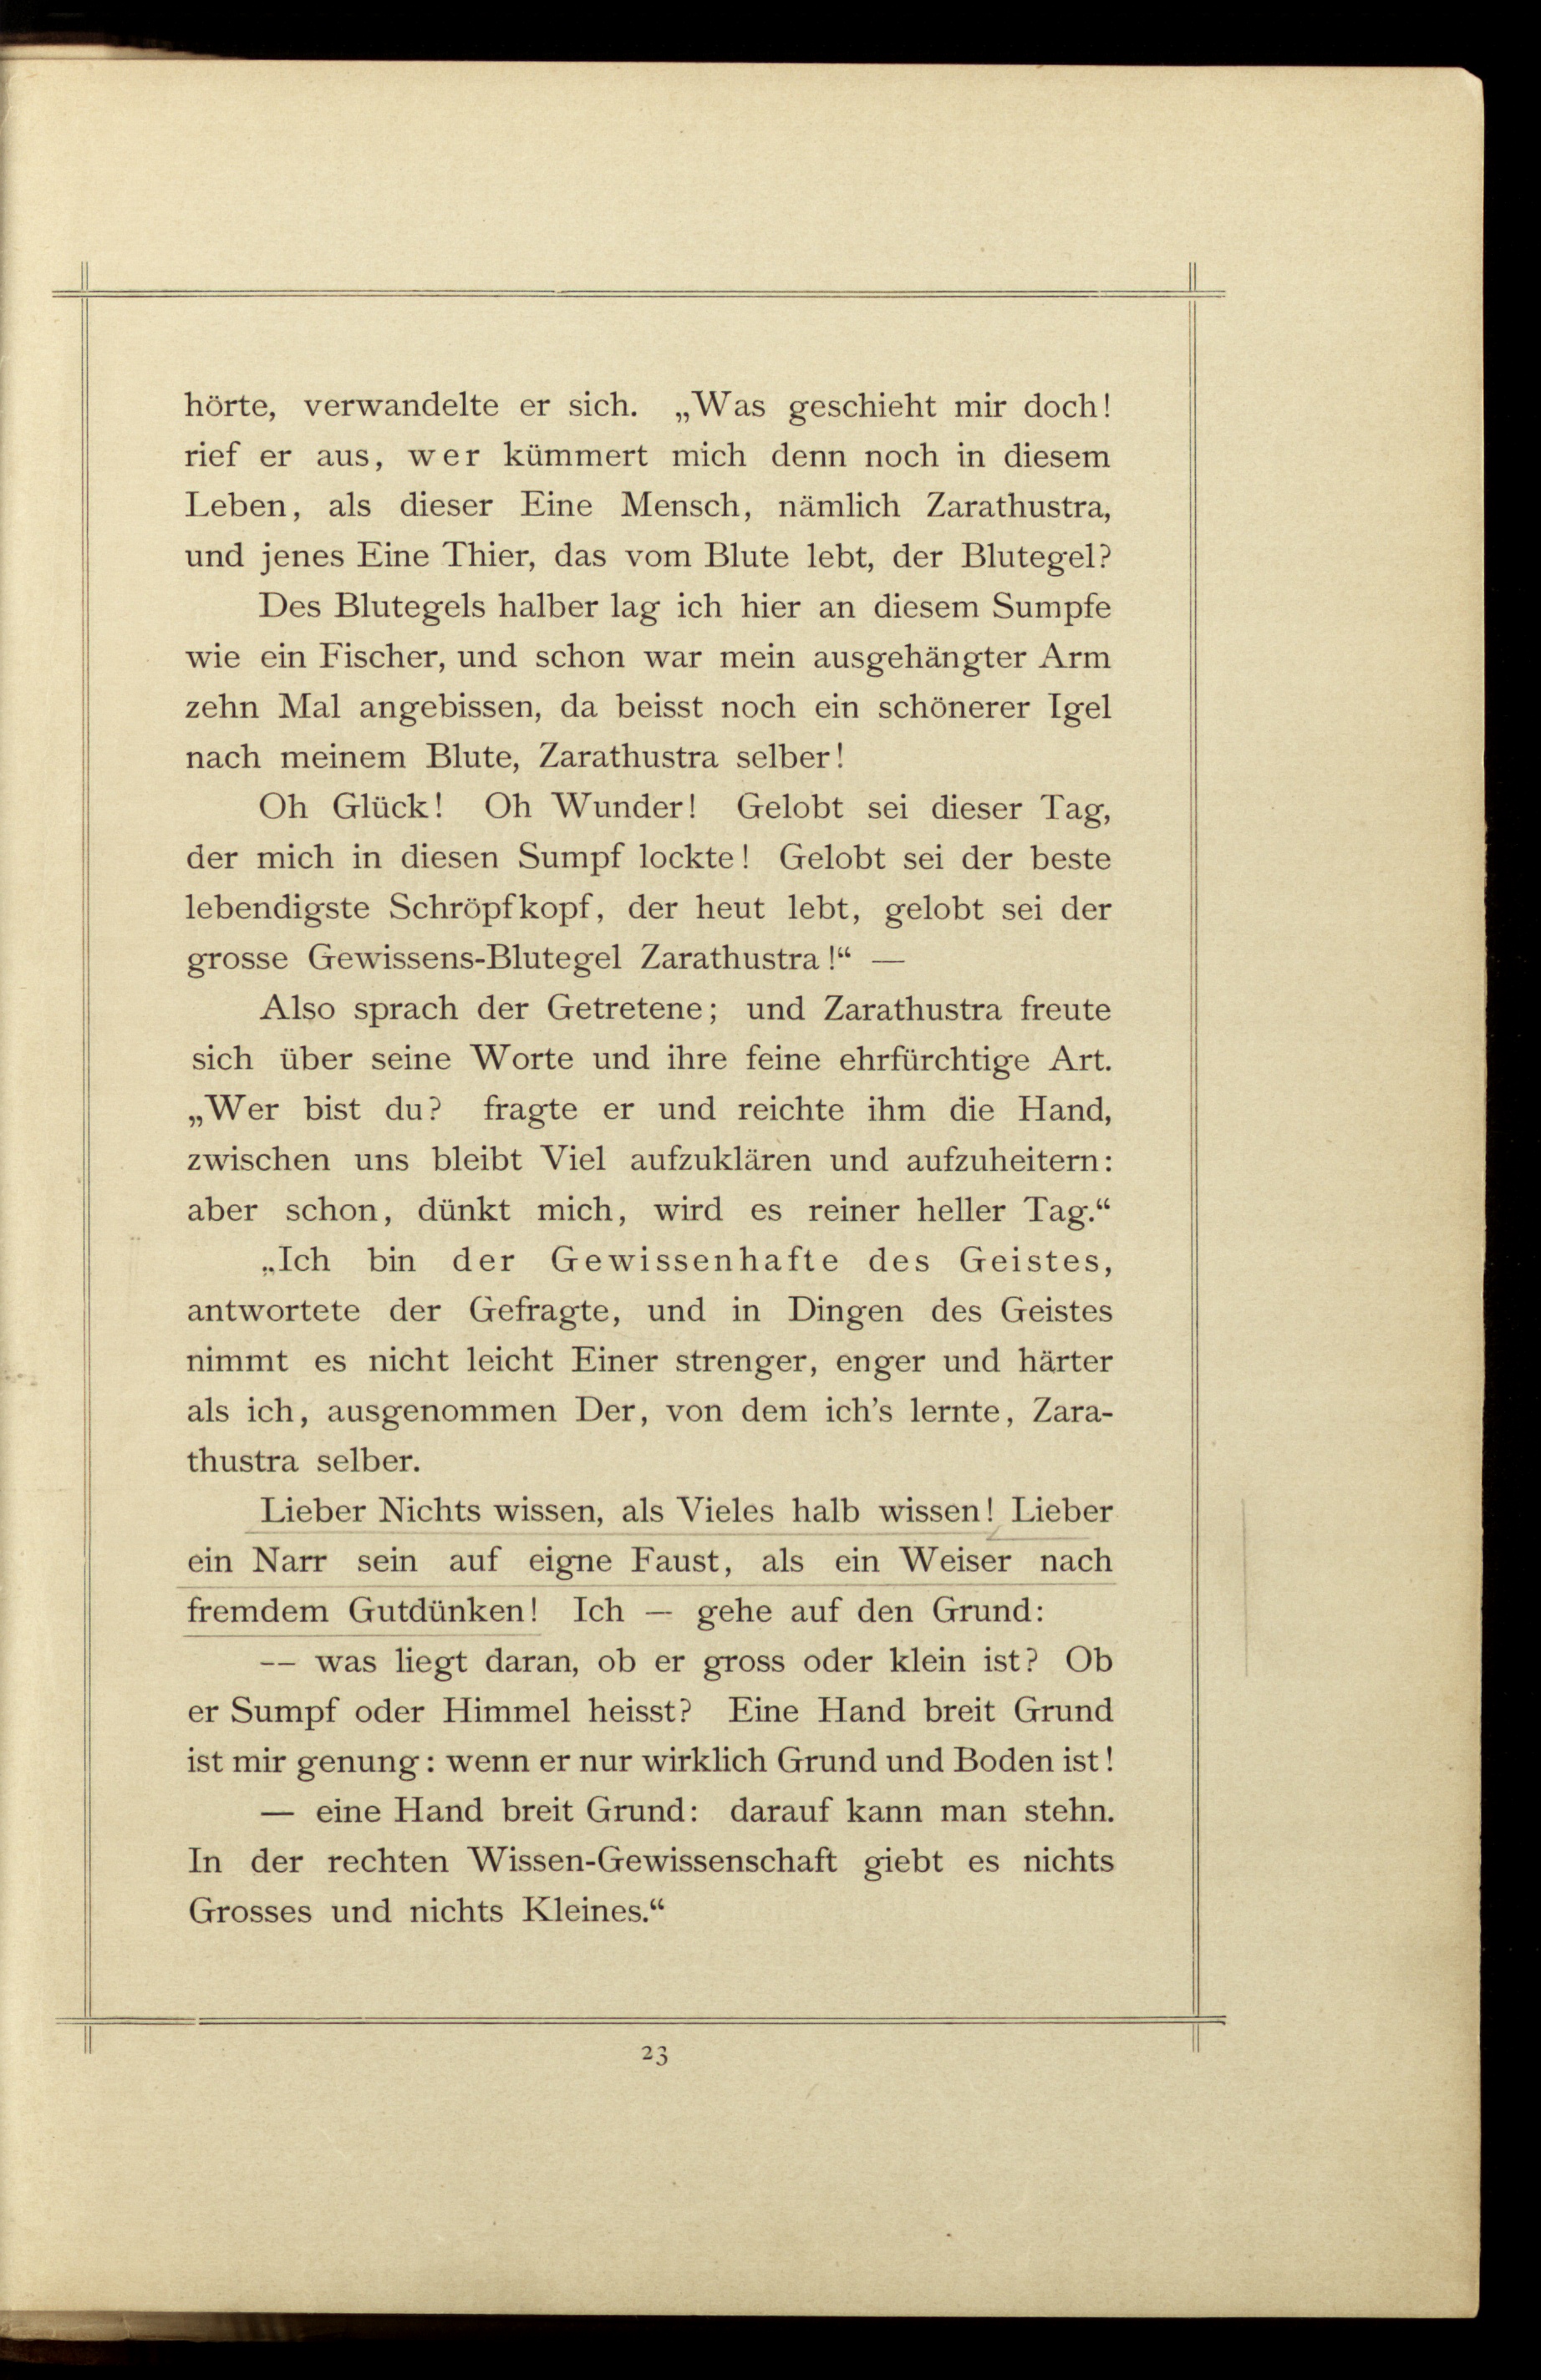 hörte, verwandelte er sich. „Was geschieht mir doch!
rief er aus, wer kümmert mich denn noch in diesem
Leben, als dieser Eine Mensch, nämlich Zarathustra,
und jenes Eine Thier, das vom Blute lebt, der Blutegel?
Des Blutegels halber lag ich hier an diesem Sumpfe
wie ein Fischer, und schon war mein ausgehängter Arm
zehn Mal angebissen, da beisst noch ein schönerer Igel
nach meinem Blute, Zarathustra selber!
Oh Glück! Oh Wunder! Gelobt sei dieser Tag,
der mich in diesen Sumpf lockte! Gelobt sei der beste
lebendigste Schröpfkopf, der heut lebt, gelobt sei der
grosse Gewissens-Blutegel Zarathustra!“ —
Also sprach der Getretene; und Zarathustra freute
sich über seine Worte und ihre feine ehrfürchtige Art.
„Wer bist du? fragte er und reichte ihm die Hand,
zwischen uns bleibt Viel aufzuklären und aufzuheitern:
aber schon, dünkt mich, wird es reiner heller Tag.“
„Ich bin der Gewissenhafte des Geistes,
antwortete der Gefragte, und in Dingen des Geistes
nimmt es nicht leicht Einer strenger, enger und härter
als ich, ausgenommen Der, von dem ich's lernte, Zara-
thustra selber.
Lieber Nichts wissen, als Vieles halb wissen! Lieber
ein Narr sein auf eigne Faust, als ein Weiser nach
fremdem Gutdünken! Ich — gehe auf den Grund:
— was liegt daran, ob er gross oder klein ist? Ob
er Sumpf oder Himmel heisst? Eine Hand breit Grund
ist mir genung: wenn er nur wirklich Grund und Boden ist!
— eine Hand breit Grund: darauf kann man stehn.
In der rechten Wissen-Gewissenschaft giebt es nichts
Grosses und nichts Kleines.“
23